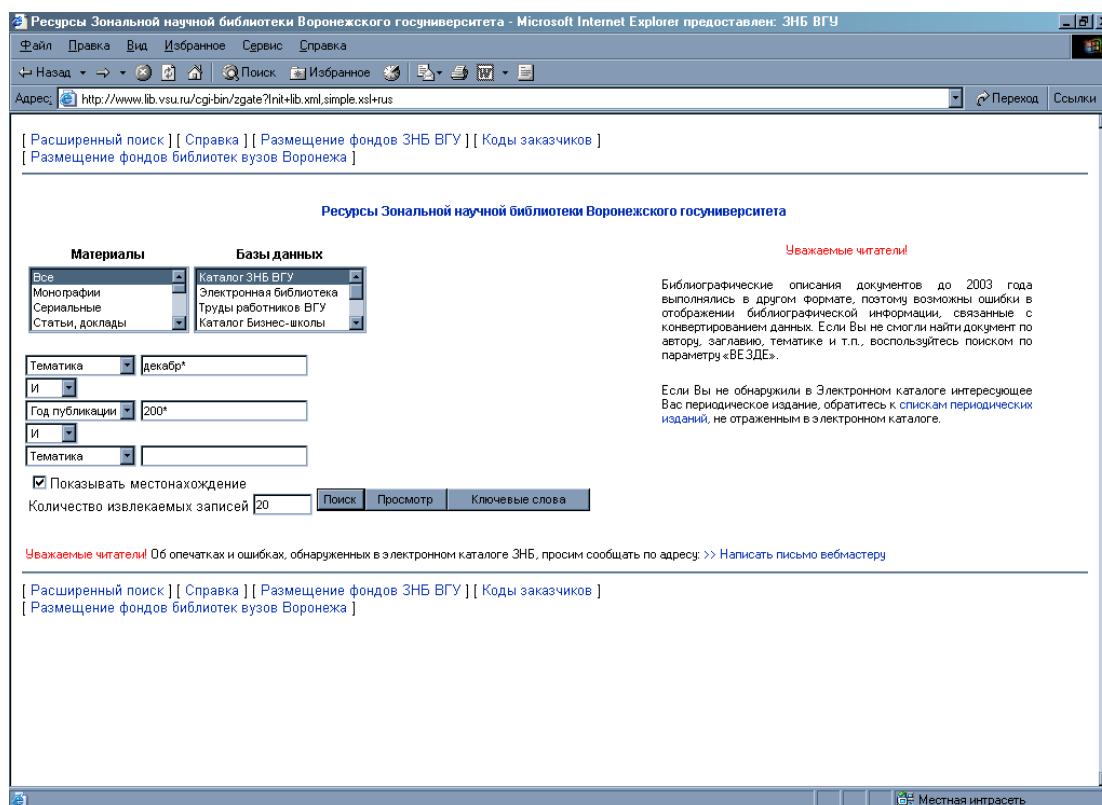 Ресурсы Зональной научной библиотеки Воронежского госуниверситета - Microsoft Internet Explorer предоставлен: ЗНБ ВГУ
Файл Правка Вид Избранное Сервис Справка
Назад Поиск Избранное
Адрес: http://www.lib.vsu.ru/cgi-bin/zgate?Init+lib.xml,simple.xsl+rus Переход Ссылки
[ Расширенный поиск ] [ Справка ] [ Размещение фондов ЗНБ ВГУ ] [ Коды заказчиков ]
[ Размещение фондов библиотек вузов Воронежа ]
Ресурсы Зональной научной библиотеки Воронежского госуниверситета
Материалы Базы данных
Все Каталог ЗНБ ВГУ
Монографии Электронная библиотека
Сериальные Труды работников ВГУ
Статьи, доклады Каталог Бизнес-школы
Тематика декабр*
И
Год публикации 200*
И
Тематика
Показывать местонахождение
Количество извлекаемых записей 20 Поиск Просмотр Ключевые слова
Уважаемые читатели!
Библиографические описания документов до 2003 года
выполнялись в другом формате, поэтому возможны ошибки в
отображении библиографической информации, связанные с
конвертированием данных. Если Вы не смогли найти документ по
автору, заглавию, тематике и т.п., воспользуйтесь поиском по
параметру «ВЕЗДЕ».
Если Вы не обнаружили в Электронном каталоге интересующее
Вас периодическое издание, обратитесь к спискам периодических
изданий, не отраженным в электронном каталоге.
Уважаемые читатели! Об опечатках и ошибках, обнаруженных в электронном каталоге ЗНБ, просим сообщать по адресу: >> Написать письмо вебмастеру
[ Расширенный поиск ] [ Справка ] [ Размещение фондов ЗНБ ВГУ ] [ Коды заказчиков ]
[ Размещение фондов библиотек вузов Воронежа ]
Местная интрасеть